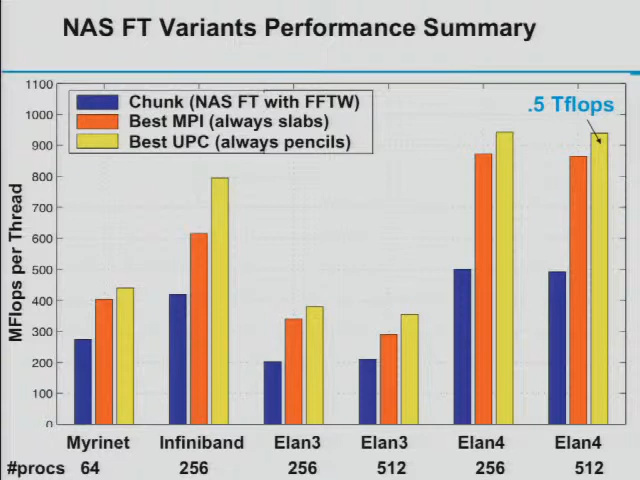 NAS FT Variants Performance Summary
1100
1000
900
800
700
600
500
400
300
200
100
0
MFlops per Thread
Chunk (NAS FT with FFTW)
Best MPI (always slabs)
Best UPC (always pencils)
.5 Tflops
Myrinet Infiniband Elan3 Elan3 Elan4 Elan4
#procs 64 256 256 512 256 512